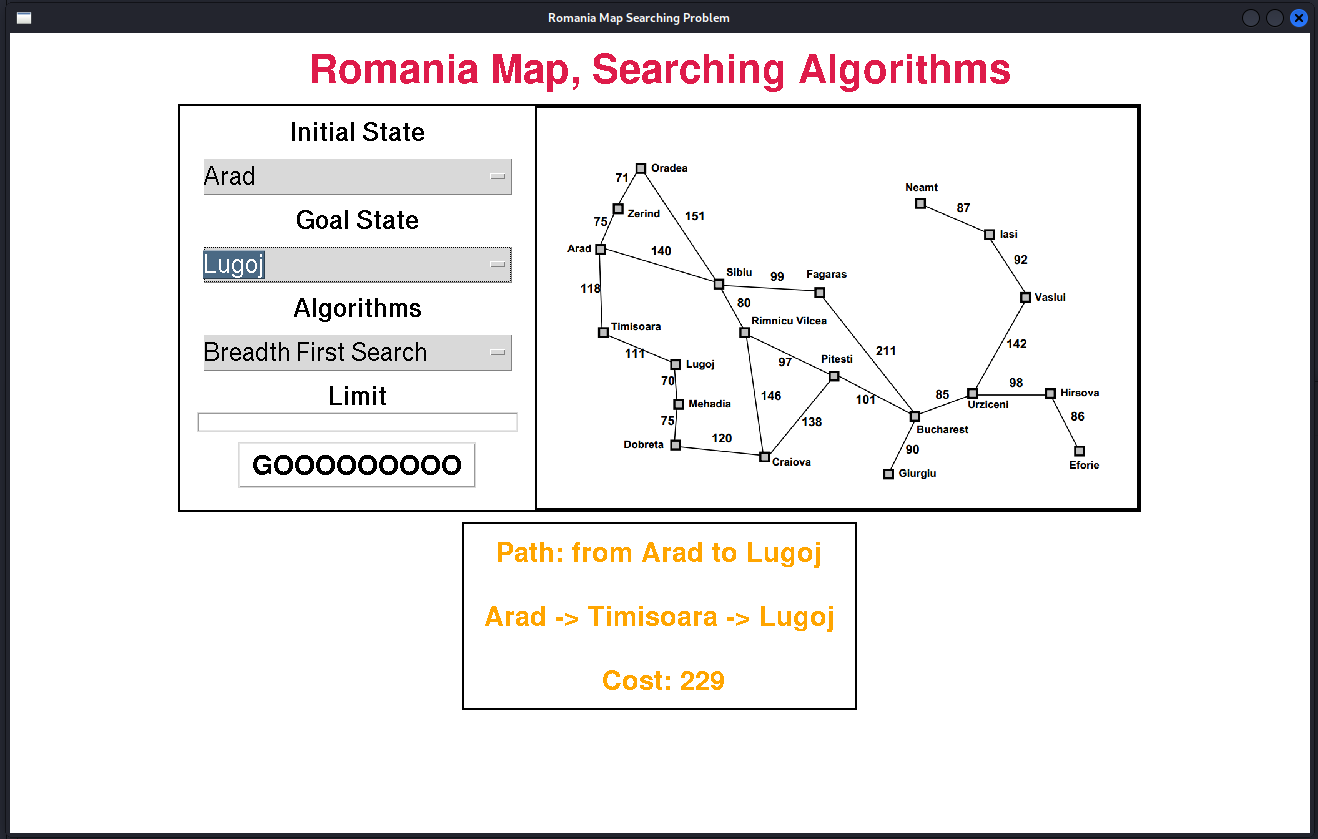 Romania Map Searching Problem
Romania Map, Searching Algorithms
Initial State
Arad
Goal State
Lugoj
Algorithms
Breadth First Search
Limit
GOOOOOOOOO
Oradea
71
Neamt
87
Zerind
151
75
Iasi
Arad
140
92
Sibiu
99
Fagaras
118
80
Vaslui
Rimnicu Vilcea
Timisoara
142
111
211
Lugoj
97
Pitesti
70
98
Hirsova
146
101
85
Mehadia
Urziceni
75
138
86
Bucharest
Dobreta
120
90
Craiova
Eforie
Giurgiu
Path: from Arad to Lugoj
Arad -> Timisoara -> Lugoj
Cost: 229